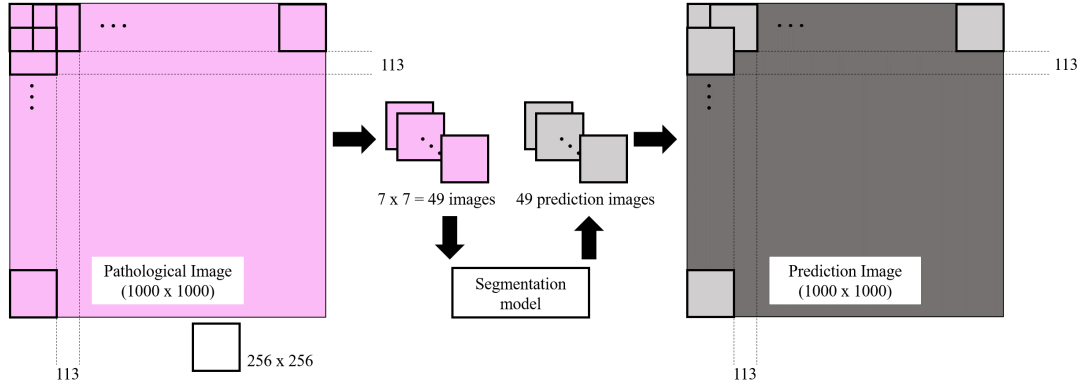 113
113
7 x 7 = 49 images
49 prediction images
Pathological Image
(1000 x 1000)
Segmentation
model
Prediction Image
(1000 x 1000)
256 x 256
113
113